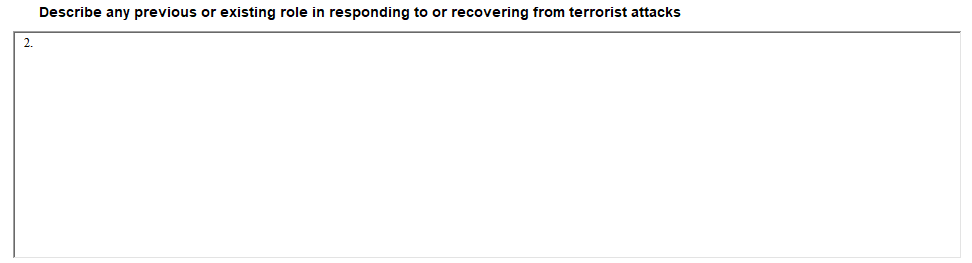 Describe any previous or existing role in responding to or recovering from terrorist attacks
2.